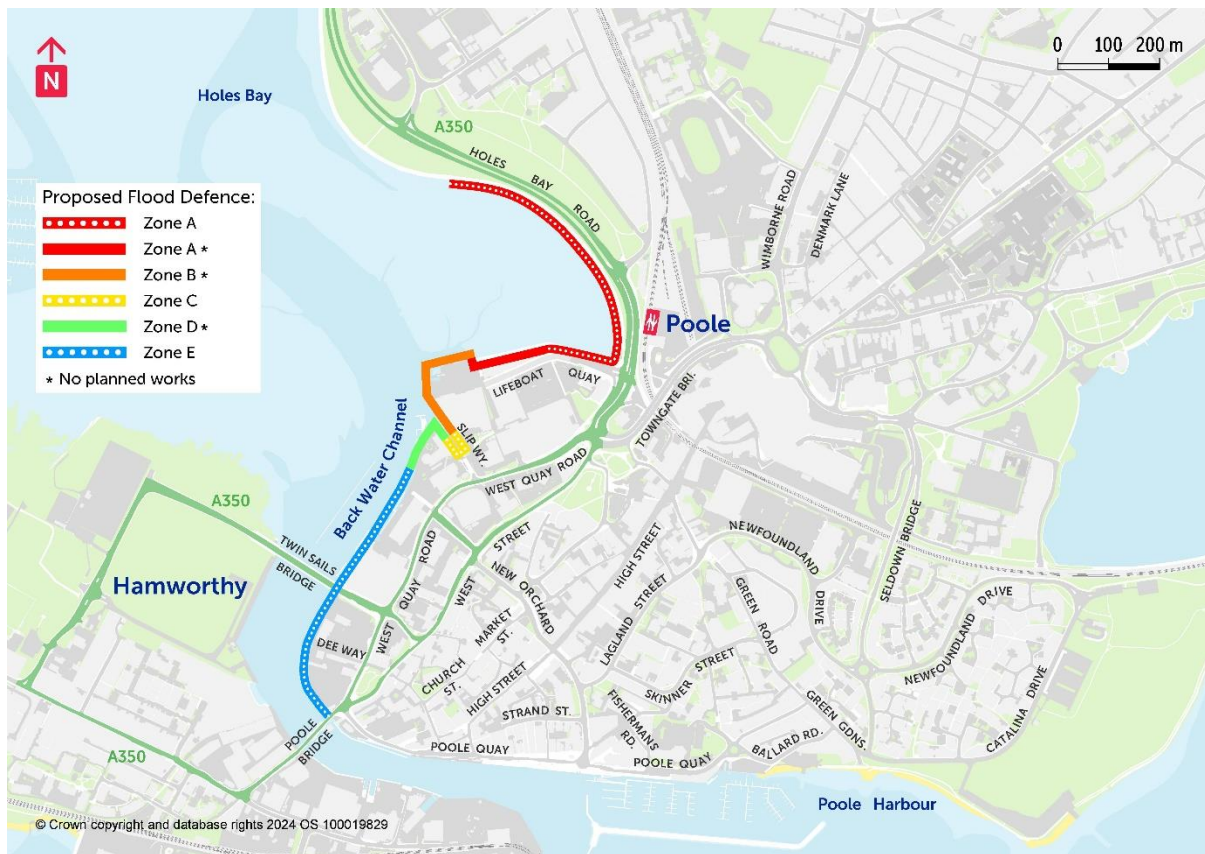 N
Holes Bay
0 100 200 m
A350
HOLES
BAY
ROAD
Proposed Flood Defence:
Zone A
Zone A *
Zone B *
Zone C
Zone D *
Zone E
* No planned works
WIMBORNE ROAD
DENMARK LANE
Poole
LIFEBOAT QUAY
TOWNGATE BRI.
SLIP WY.
Back Water Channel
WEST QUAY ROAD
A350
TWIN SAILS
BRIDGE
Hamworthy
WEST QUAY ROAD
WEST STREET
NEW ORCHARD
HIGH STREET
LAGLAND STREET
NEWFOUNDLAND
DRIVE
GREEN
ROAD
SELDOWN BRIDGE
NEWFOUNDLAND DRIVE
DEE WAY
CHURCH
ST.
MARKET
ST.
HIGH STREET
SKINNER STREET
STRAND ST.
FISHERMANS
RD.
GREEN GDNS.
BALLARD RD.
CATALINA DRIVE
POOLE
BRIDGE
POOLE QUAY
POOLE QUAY
A350
Poole Harbour
© Crown copyright and database rights 2024 OS 100019829